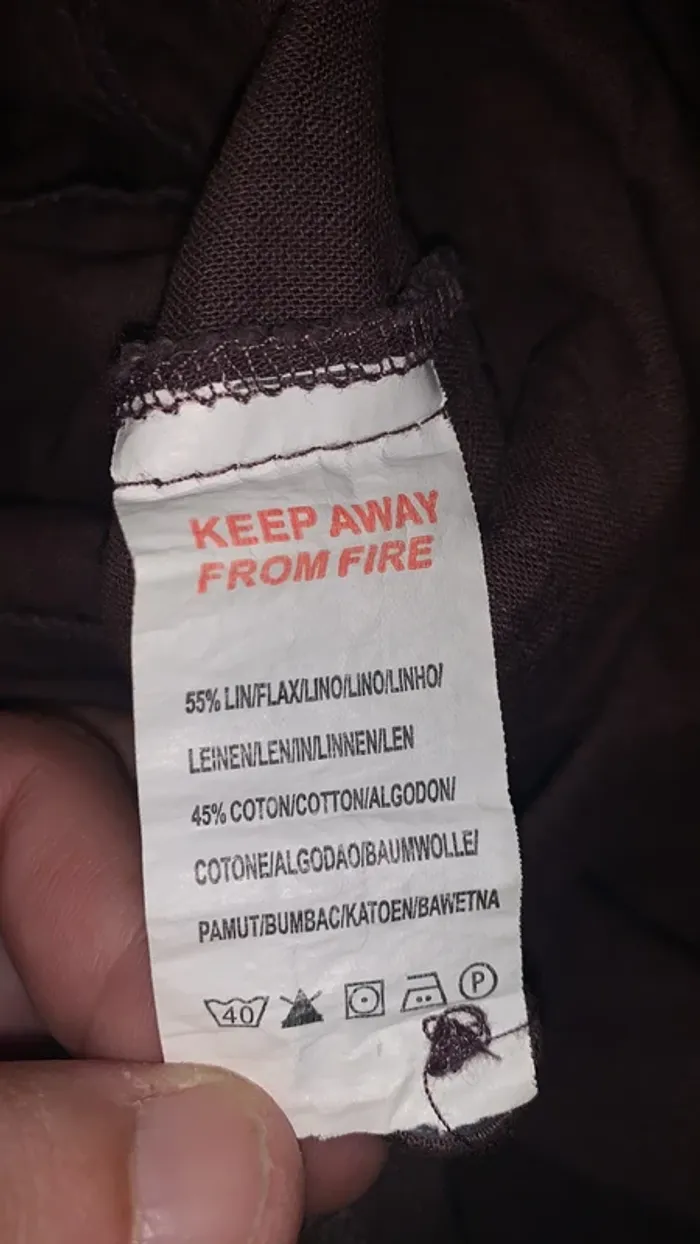 KEEP AWAY
FROM FIRE
55% LIN/FLAX/LINO/LINO/LINHO/
LEINEN/LEN/IN/LINNEN/LEN
45% COTON/COTTON/ALGODON/
COTONE/ALGODAO/BAUMWOLLE/
PAMUT/BUMBAC/KATOEN/BAWETNA
40 P